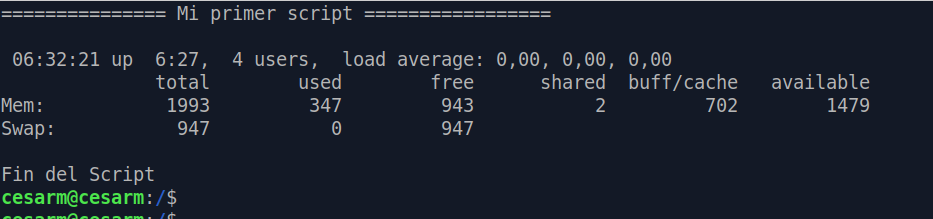 =============== Mi primer script =================
06:32:21 up  6:27,  4 users,  load average: 0,00, 0,00, 0,00
              total        used        free      shared  buff/cache   available
Mem:           1993         347         943           2         702        1479
Swap:           947           0         947
Fin del Script
cesarm@cesarm:/$
cesarm@cesarm:/$